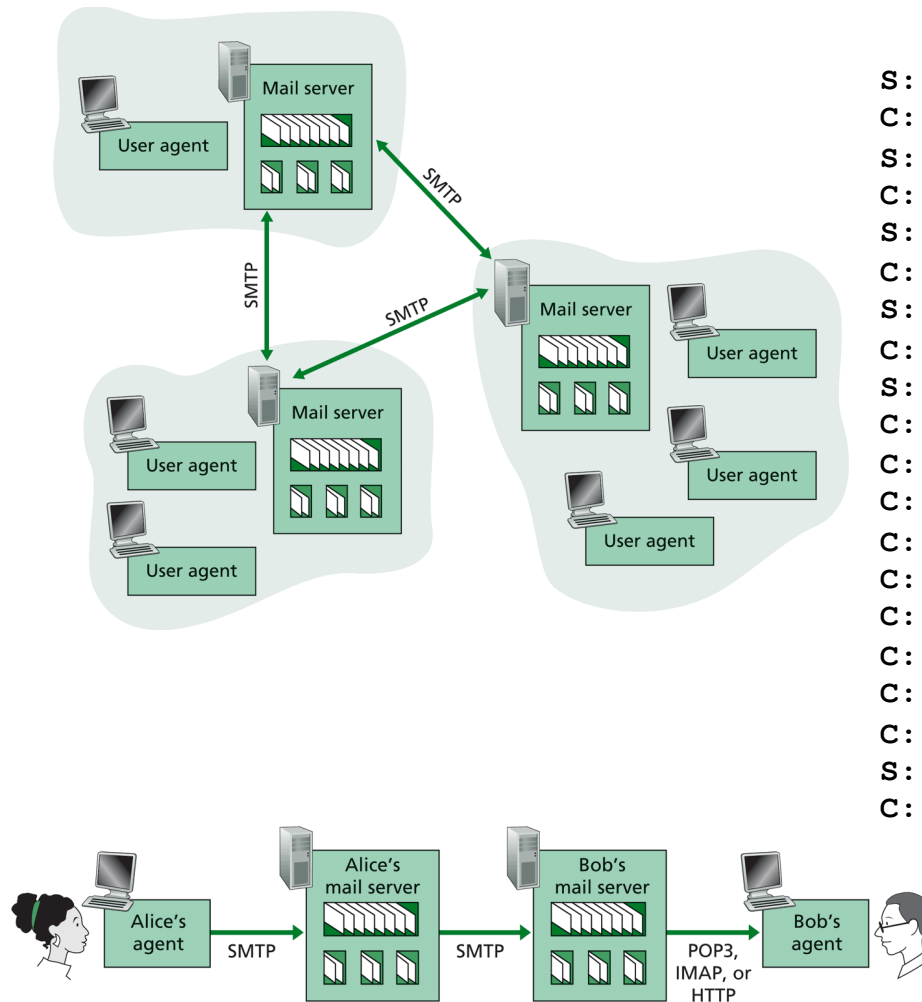 Mail server
User agent
SMTP
SMTP
SMTP
Mail server
User agent
User agent
User agent
Mail server
User agent
User agent
S:
C:
S:
C:
S:
C:
S:
C:
S:
C:
C:
C:
C:
C:
C:
C:
C:
C:
S:
C:
Alice's
agent
SMTP
Alice's
mail server
SMTP
Bob's
mail server
POP3,
IMAP, or
HTTP
Bob's
agent